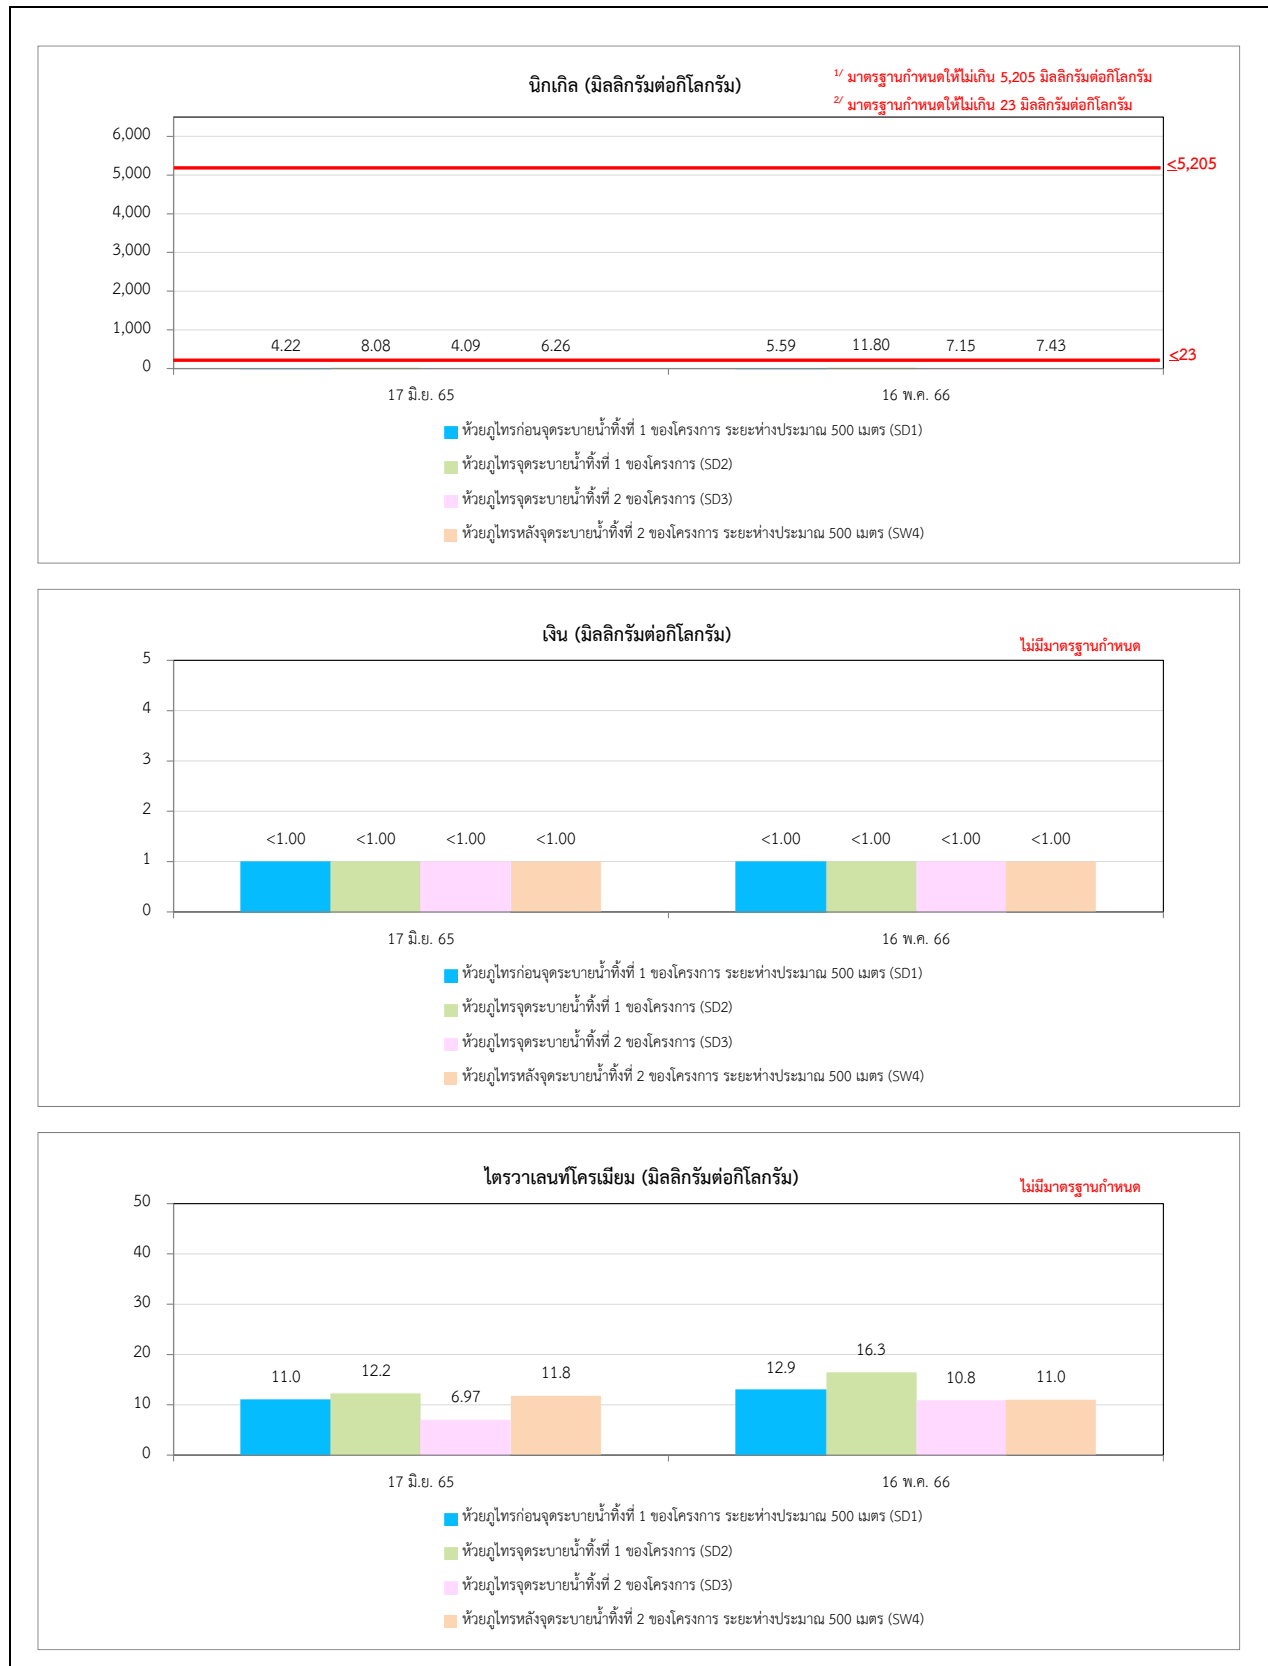 นิกเกิล (มิลลิกรัมต่อกิโลกรัม)
1/ มาตรฐานกำหนดให้ไม่เกิน 5,205 มิลลิกรัมต่อกิโลกรัม
2/ มาตรฐานกำหนดให้ไม่เกิน 23 มิลลิกรัมต่อกิโลกรัม
6,000
5,000
≤5,205
4,000
3,000
2,000
1,000
4.22 8.08 4.09 6.26 5.59 11.80 7.15 7.43
0
≤23
17 มิ.ย. 65 16 พ.ค. 66
ห้วยภูไทรก่อนจุดระบายน้ำทิ้งที่ 1 ของโครงการ ระยะห่างประมาณ 500 เมตร (SD1)
ห้วยภูไทรจุดระบายน้ำทิ้งที่ 1 ของโครงการ (SD2)
ห้วยภูไทรจุดระบายน้ำทิ้งที่ 2 ของโครงการ (SD3)
ห้วยภูไทรหลังจุดระบายน้ำทิ้งที่ 2 ของโครงการ ระยะห่างประมาณ 500 เมตร (SW4)
เงิน (มิลลิกรัมต่อกิโลกรัม)
ไม่มีมาตรฐานกำหนด
5
4
3
2
<1.00 <1.00 <1.00 <1.00 <1.00 <1.00 <1.00 <1.00
1
0
17 มิ.ย. 65 16 พ.ค. 66
ห้วยภูไทรก่อนจุดระบายน้ำทิ้งที่ 1 ของโครงการ ระยะห่างประมาณ 500 เมตร (SD1)
ห้วยภูไทรจุดระบายน้ำทิ้งที่ 1 ของโครงการ (SD2)
ห้วยภูไทรจุดระบายน้ำทิ้งที่ 2 ของโครงการ (SD3)
ห้วยภูไทรหลังจุดระบายน้ำทิ้งที่ 2 ของโครงการ ระยะห่างประมาณ 500 เมตร (SW4)
ไตรวาเลนท์โครเมียม (มิลลิกรัมต่อกิโลกรัม)
ไม่มีมาตรฐานกำหนด
50
40
30
20
11.0 12.2 6.97 11.8 12.9 16.3 10.8 11.0
10
0
17 มิ.ย. 65 16 พ.ค. 66
ห้วยภูไทรก่อนจุดระบายน้ำทิ้งที่ 1 ของโครงการ ระยะห่างประมาณ 500 เมตร (SD1)
ห้วยภูไทรจุดระบายน้ำทิ้งที่ 1 ของโครงการ (SD2)
ห้วยภูไทรจุดระบายน้ำทิ้งที่ 2 ของโครงการ (SD3)
ห้วยภูไทรหลังจุดระบายน้ำทิ้งที่ 2 ของโครงการ ระยะห่างประมาณ 500 เมตร (SW4)